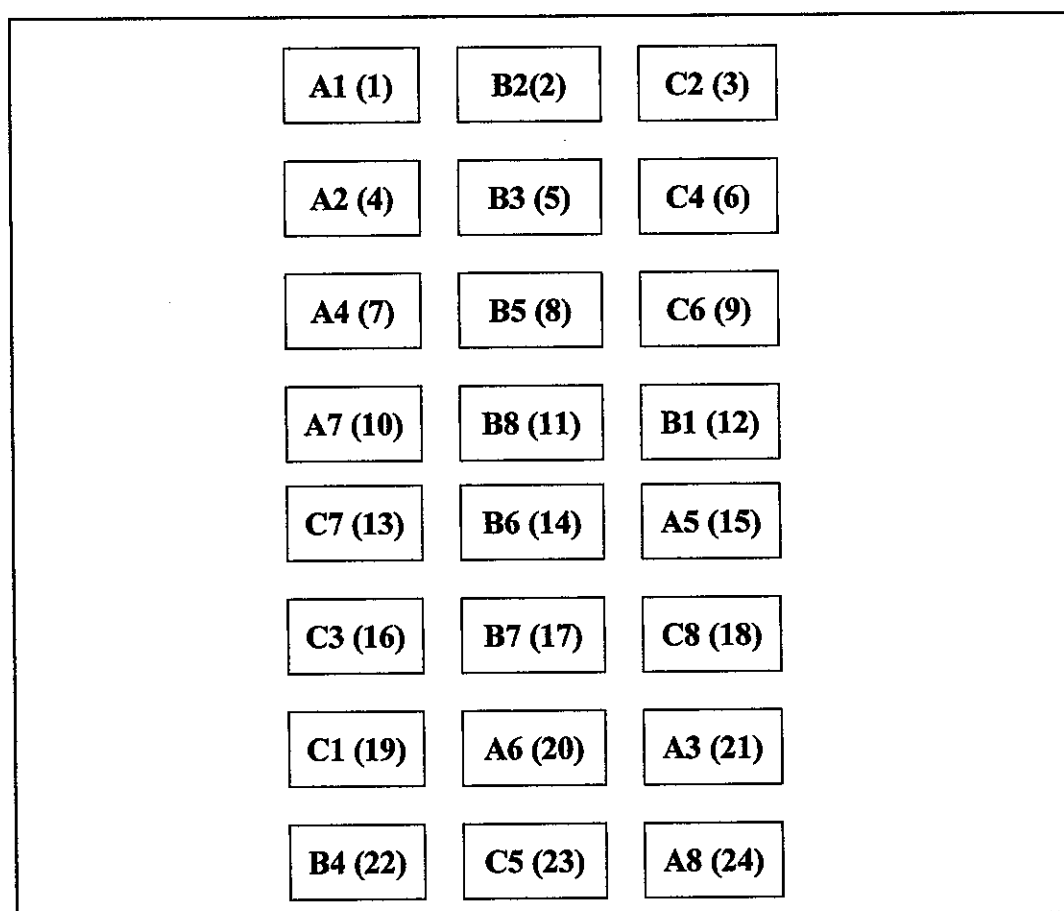 A1 (1) B2(2) C2 (3)
A2 (4) B3 (5) C4 (6)
A4 (7) B5 (8) C6 (9)
A7 (10) B8 (11) B1 (12)
C7 (13) B6 (14) A5 (15)
C3 (16) B7 (17) C8 (18)
C1 (19) A6 (20) A3 (21)
B4 (22) C5 (23) A8 (24)